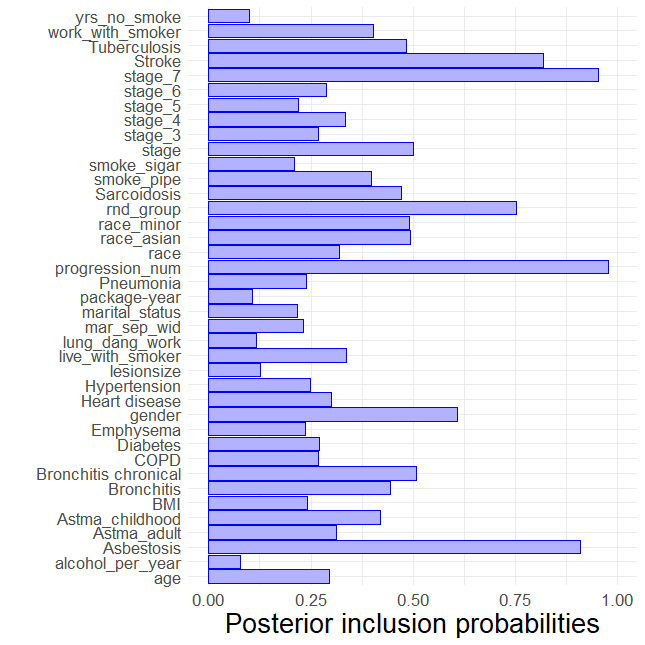 yrs_no_smoke
work_with_smoker
Tuberculosis
Stroke
stage_7
stage_6
stage_5
stage_4
stage_3
stage
smoke_sigar
smoke_pipe
Sarcoidosis
rnd_group
race_minor
race_asian
race
progression_num
Pneumonia
package-year
marital_status
mar_sep_wid
lung_dang_work
live_with_smoker
lesionsize
Hypertension
Heart disease
gender
Emphysema
Diabetes
COPD
Bronchitis chronical
Bronchitis
BMI
Astma_childhood
Astma_adult
Asbestosis
alcohol_per_year
age
0.00 0.25 0.50 0.75 1.00
Posterior inclusion probabilities